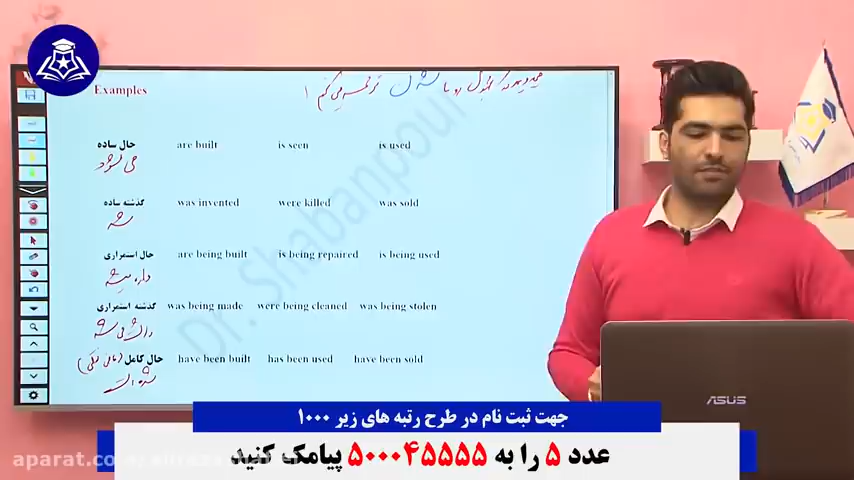 Examples
حال ساده are built is seen is used
می شود
گذشته ساده was invented were killed was sold
شد
حال استمراری are being built is being repaired is being used
دارد میشه
گذشته استمراری was being made were being cleaned was being stolen
داشت می شد
حال کامل (ماضی نقلی) have been built has been used have been sold
شده است
Dr. Shabanpour
ASUS
جهت ثبت نام در طرح رتبه های زیر ۱۰۰۰
عدد ۵ را به ۵۰۰۰۴۵۵۵۵ پیامک کنید
aparat.com